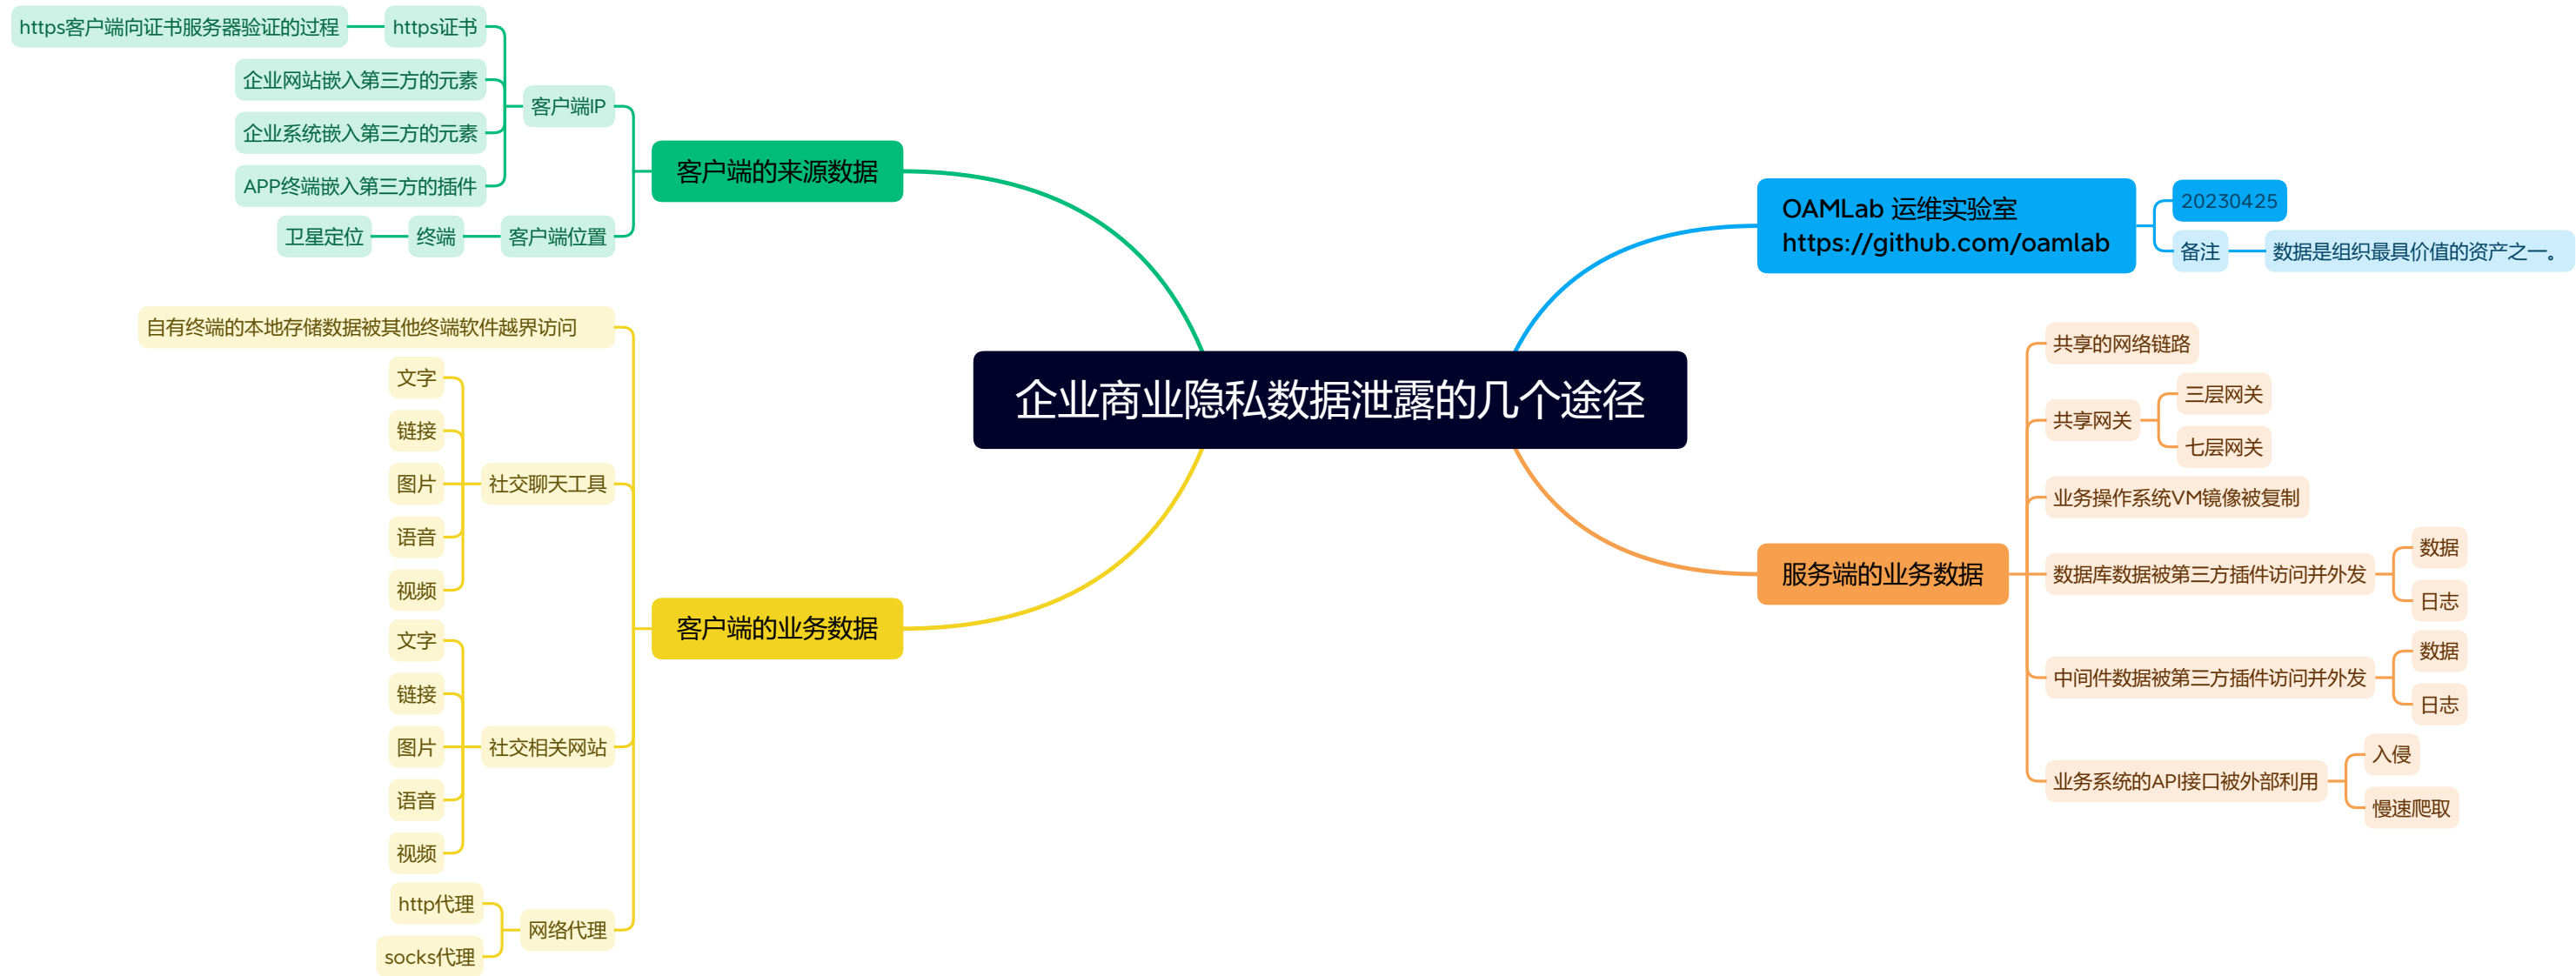 企业商业隐私数据泄露的几个途径
OAMLab 运维实验室
https://github.com/oamlab
20230425
备注
数据是组织最具价值的资产之一。
服务端的业务数据
共享的网络链路
共享网关
三层网关
七层网关
业务操作系统VM镜像被复制
数据库数据被第三方插件访问并外发
数据
日志
中间件数据被第三方插件访问并外发
数据
日志
业务系统的API接口被外部利用
入侵
慢速爬取
客户端的来源数据
客户端IP
https证书
https客户端向证书服务器验证的过程
企业网站嵌入第三方的元素
企业系统嵌入第三方的元素
APP终端嵌入第三方的插件
客户端位置
终端
卫星定位
客户端的业务数据
自有终端的本地存储数据被其他终端软件越界访问
社交聊天工具
文字
链接
图片
语音
视频
社交相关网站
文字
链接
图片
语音
视频
网络代理
http代理
socks代理